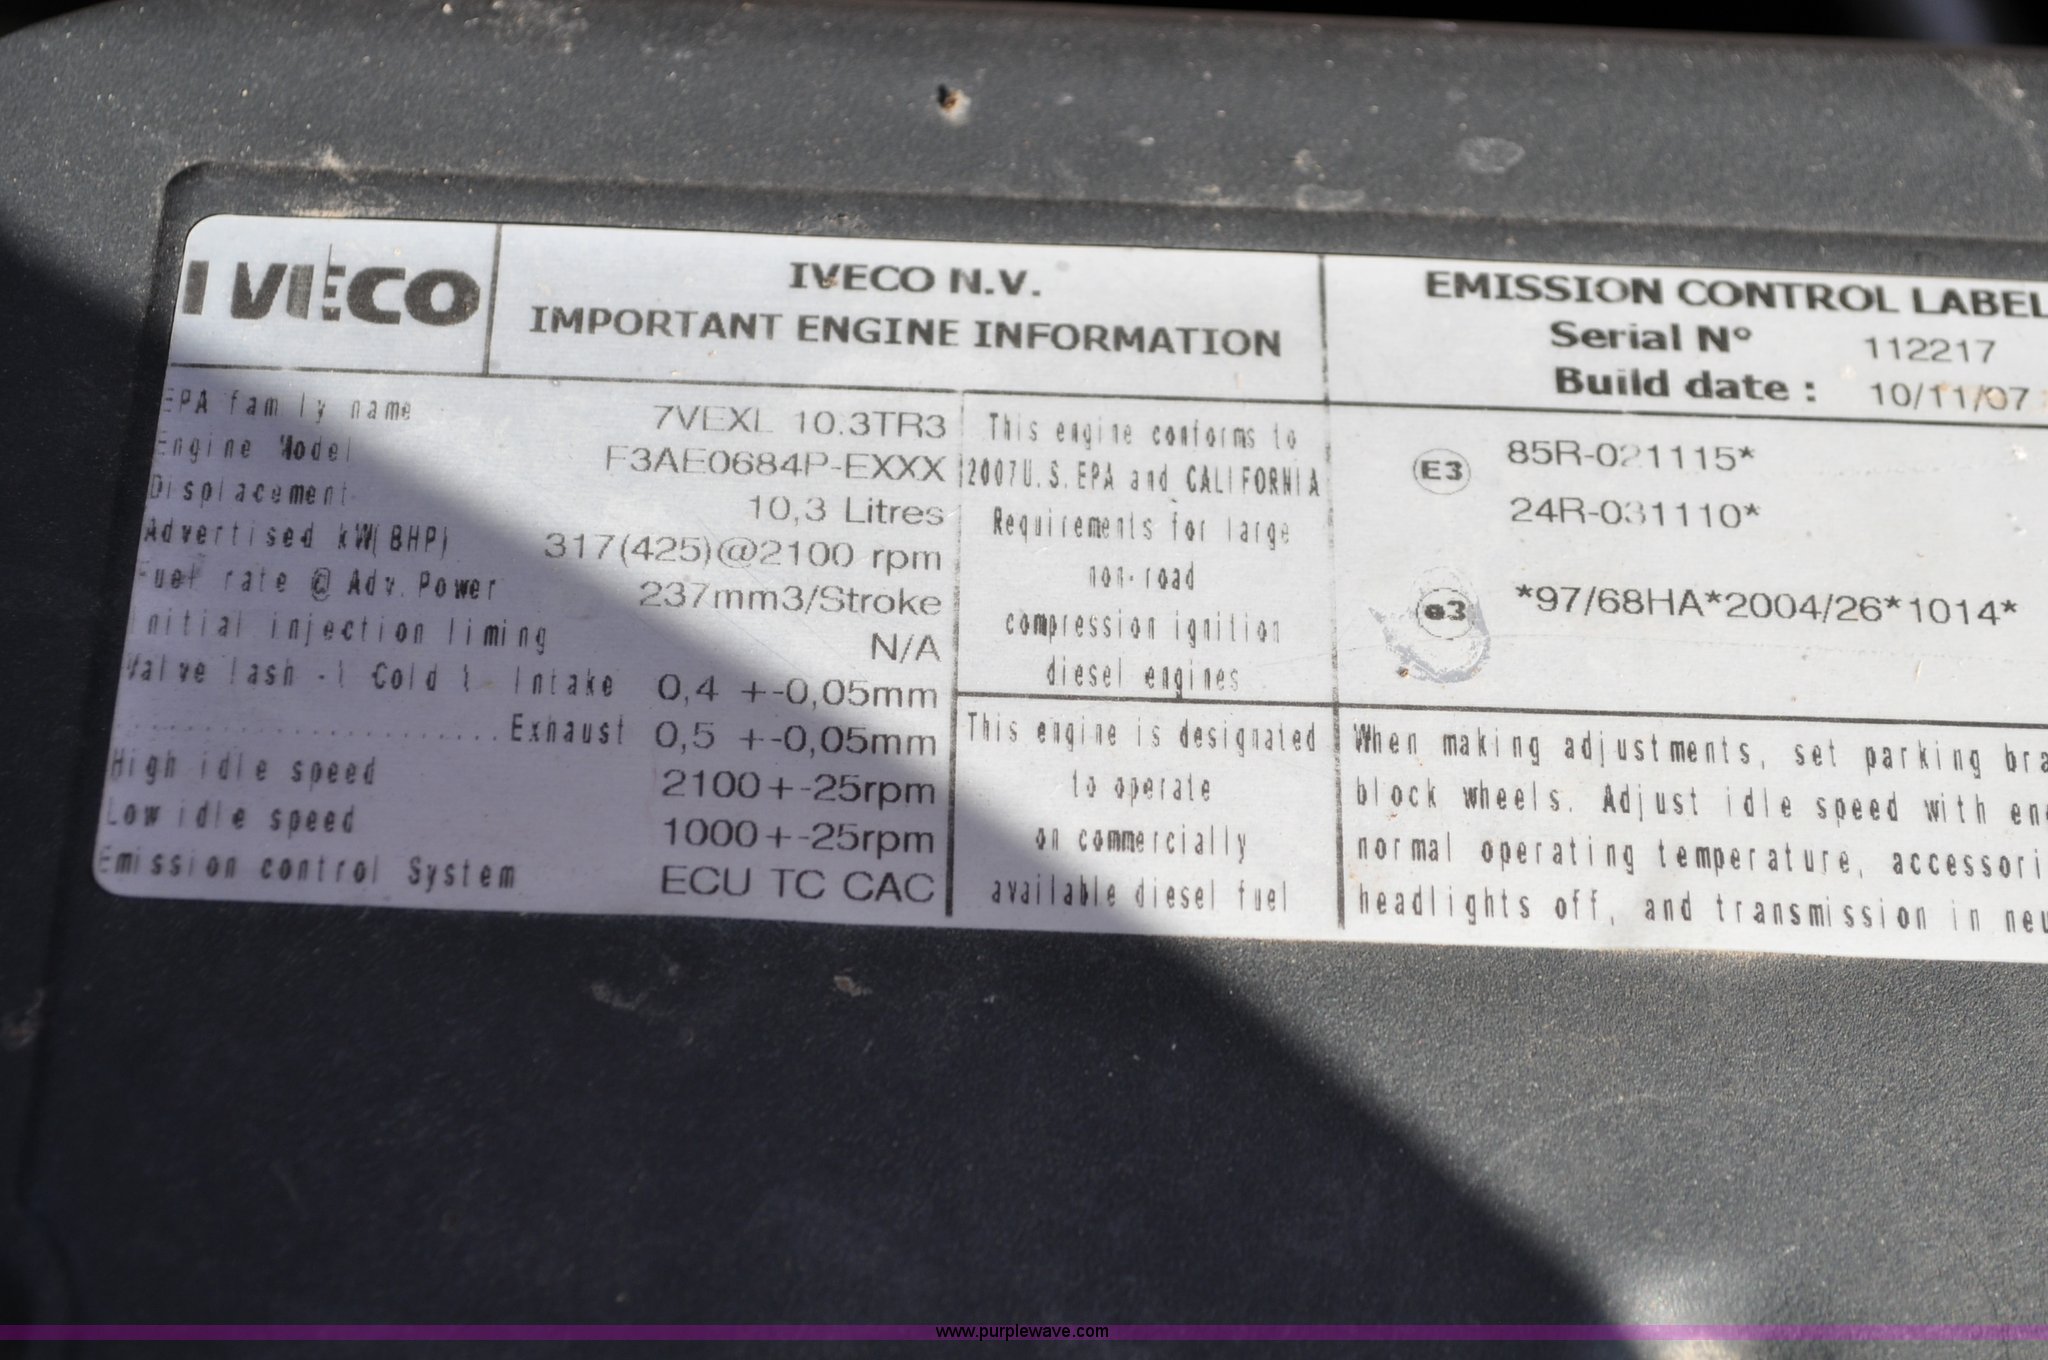 IVECO
IVECO N.V.
IMPORTANT ENGINE INFORMATION
EMISSION CONTROL LABEL
Serial N° 112217
Build date : 10/11/07
EPA family name 7VEXL 10.3TR3
Engine Model F3AE0684P-EXXX
Displacement 10,3 Litres
Advertised kW(BHP) 317(425)@2100 rpm
Fuel rate @ Adv. Power 237mm3/Stroke
Initial injection timing N/A
Valve lash - ( Cold ) Intake 0,4 +-0,05mm
Exhaust 0,5 +-0,05mm
High idle speed 2100+-25rpm
Low idle speed 1000+-25rpm
Emission control System ECU TC CAC
This engine conforms to
2007 U.S. EPA and CALIFORNIA
Requirements for large
non-road
compression ignition
diesel engines
This engine is designated
to operate
on commercially
available diesel fuel
E3 85R-021115*
24R-031110*
e3 *97/68HA*2004/26*1014*
When making adjustments, set parking bra
block wheels. Adjust idle speed with en
normal operating temperature, accessori
headlights off, and transmission in neu
www.purplewave.com